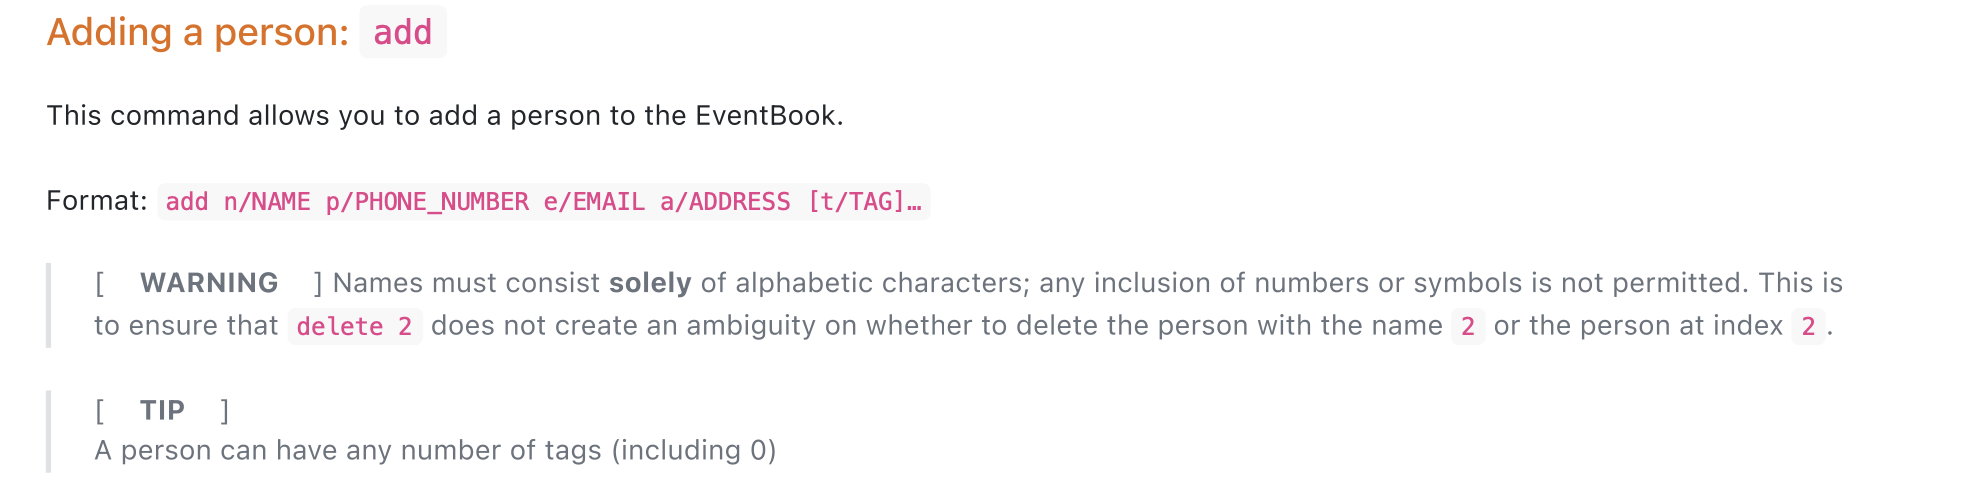 Adding a person: add
This command allows you to add a person to the EventBook.
Format: add n/NAME p/PHONE_NUMBER e/EMAIL a/ADDRESS [t/TAG]…
[ WARNING ] Names must consist solely of alphabetic characters; any inclusion of numbers or symbols is not permitted. This is
to ensure that delete 2 does not create an ambiguity on whether to delete the person with the name 2 or the person at index 2.
[ TIP ]
A person can have any number of tags (including 0)